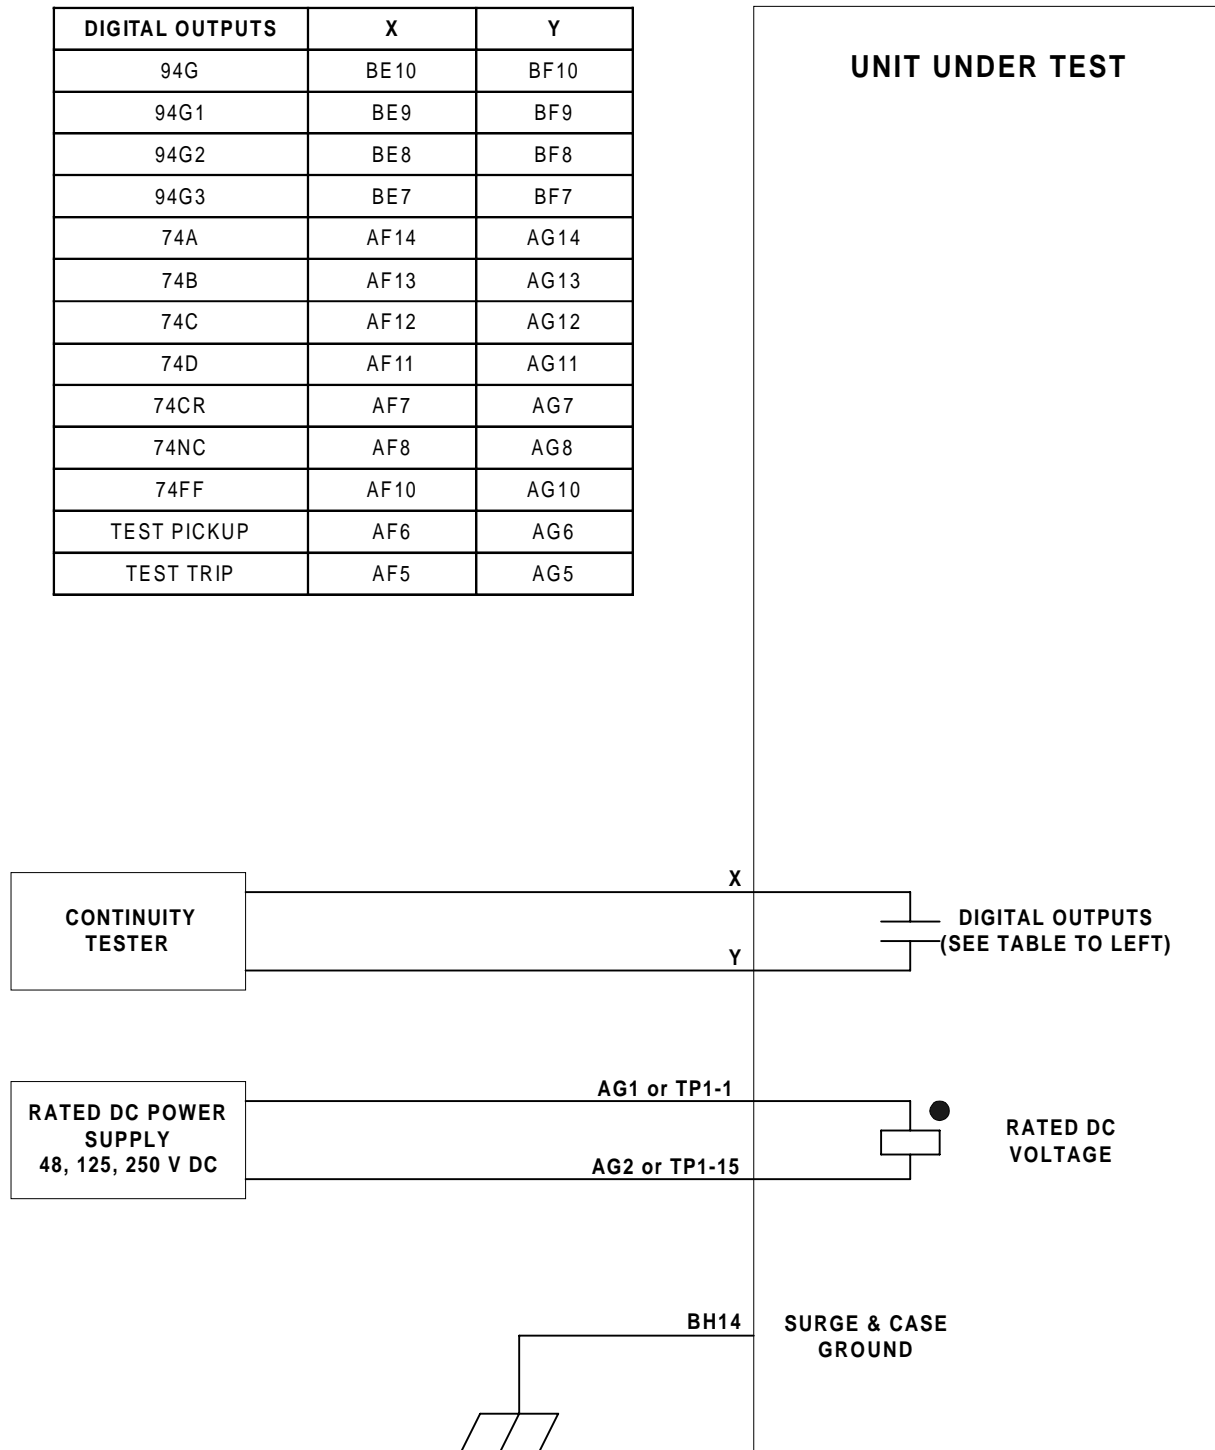 DIGITAL OUTPUTS X Y
94G BE10 BF10
94G1 BE9 BF9
94G2 BE8 BF8
94G3 BE7 BF7
74A AF14 AG14
74B AF13 AG13
74C AF12 AG12
74D AF11 AG11
74CR AF7 AG7
74NC AF8 AG8
74FF AF10 AG10
TEST PICKUP AF6 AG6
TEST TRIP AF5 AG5
UNIT UNDER TEST
CONTINUITY
TESTER
X
Y
DIGITAL OUTPUTS
(SEE TABLE TO LEFT)
RATED DC POWER
SUPPLY
48, 125, 250 V DC
AG1 or TP1-1
AG2 or TP1-15
RATED DC
VOLTAGE
BH14
SURGE & CASE
GROUND